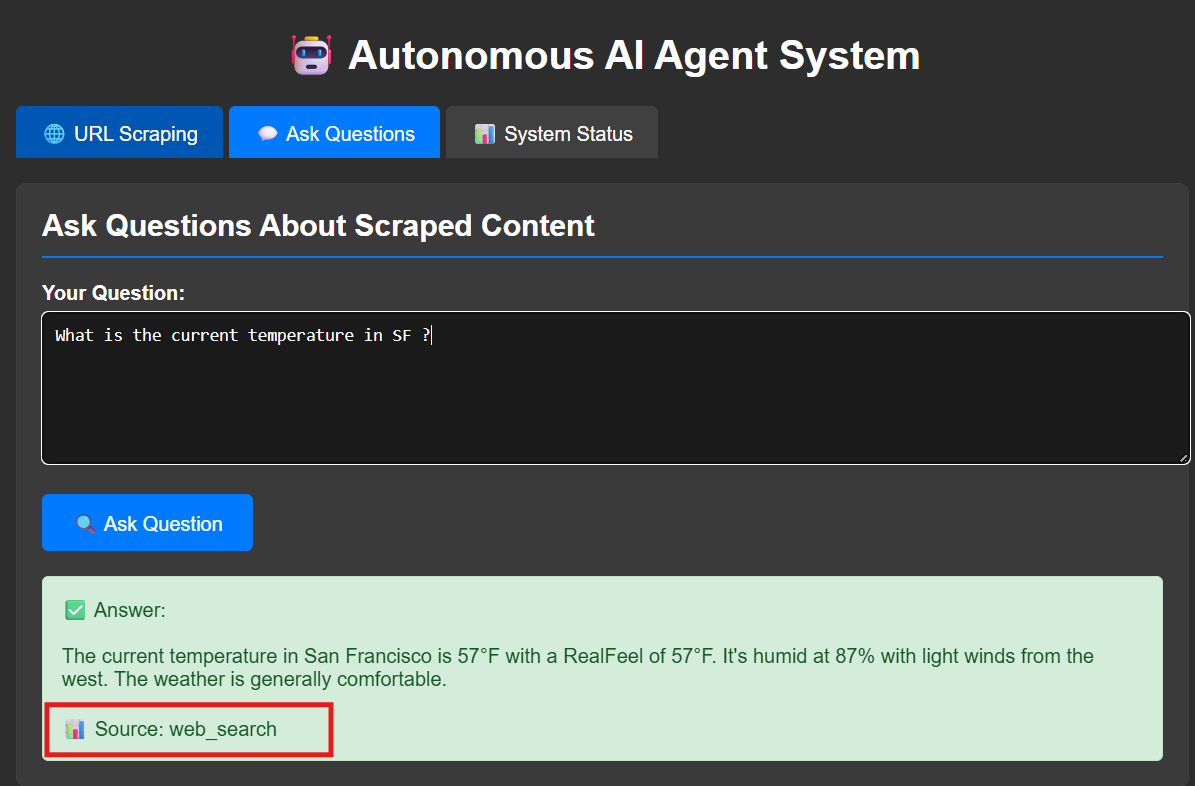 Autonomous AI Agent System
URL Scraping
Ask Questions
System Status
Ask Questions About Scraped Content
Your Question:
What is the current temperature in SF ?
Ask Question
Answer:
The current temperature in San Francisco is 57°F with a RealFeel of 57°F. It's humid at 87% with light winds from the
west. The weather is generally comfortable.
Source: web_search